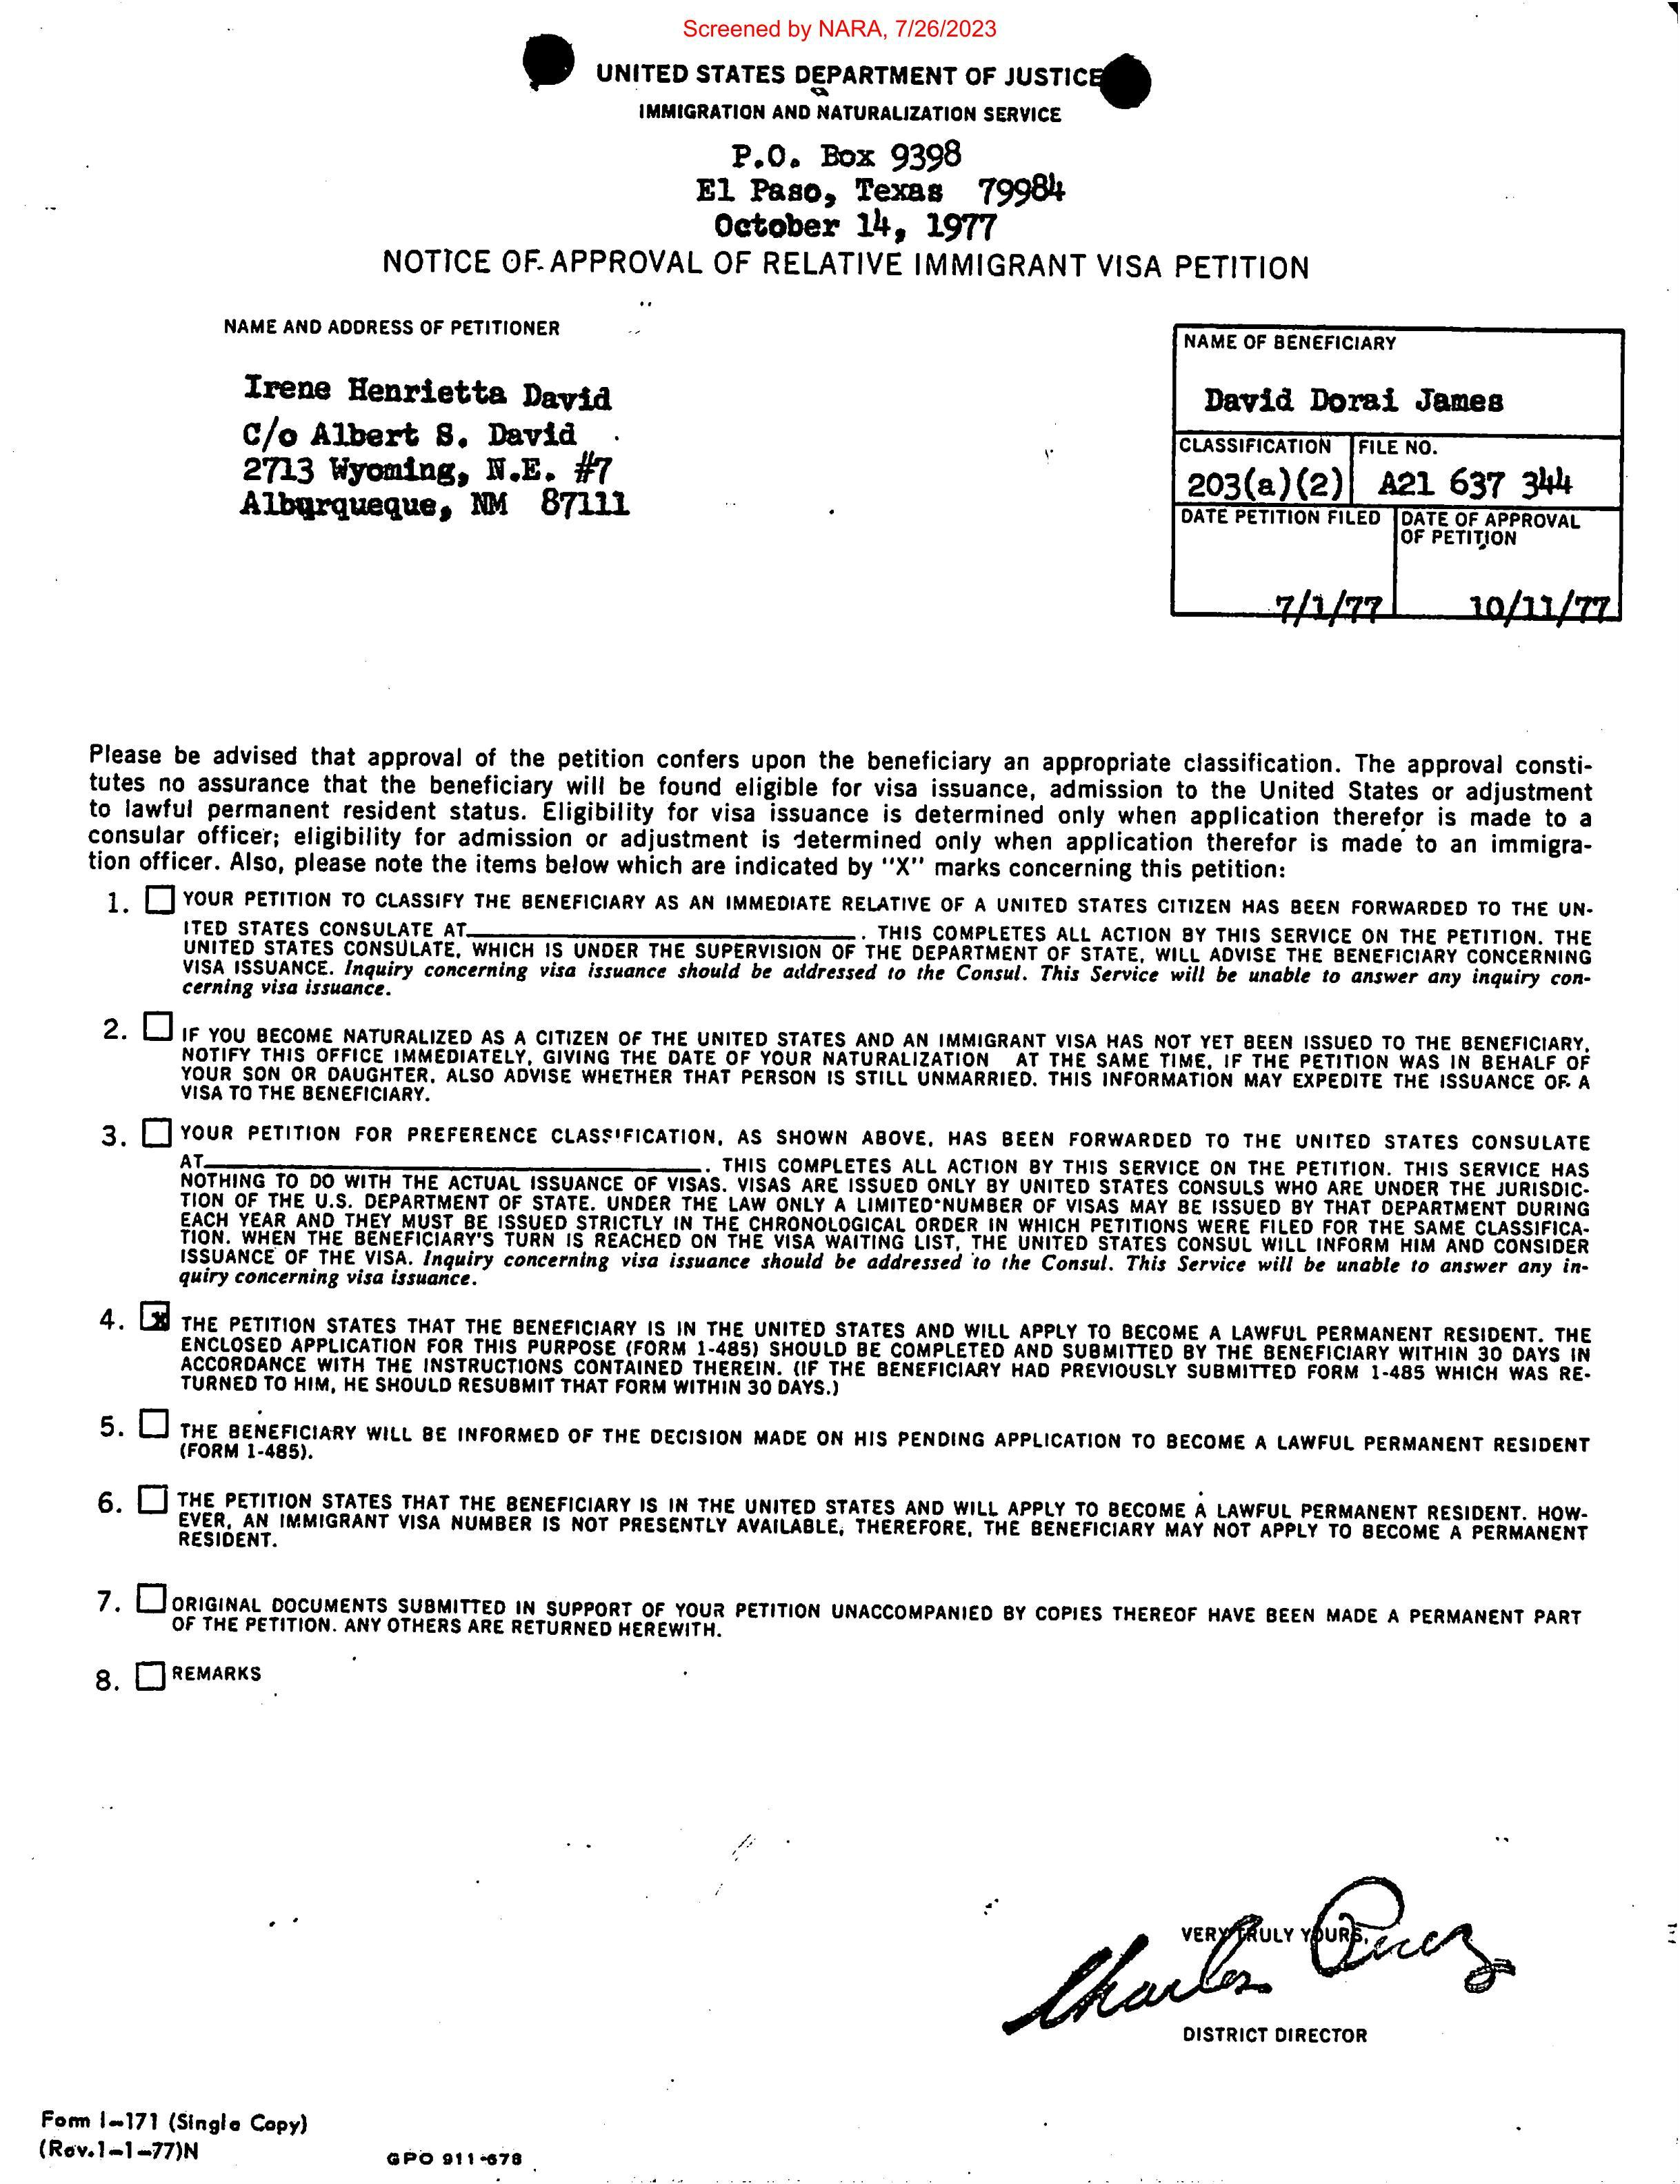 Screened by NARA, 7/26/2023
UNITED STATES DEPARTMENT OF JUSTICE
IMMIGRATION AND NATURALIZATION SERVICE
P.O. Box 9398
El Paso, Texas 79984
October 14, 1977
NOTICE OF APPROVAL OF RELATIVE IMMIGRANT VISA PETITION
NAME AND ADDRESS OF PETITIONER
Irene Henrietta David
C/o Albert S. David
2713 Wyoming, N.E. #7
Alburqueque, NM 87111
NAME OF BENEFICIARY
David Dorai James
CLASSIFICATION FILE NO.
203(a)(2) A21 637 344
DATE PETITION FILED DATE OF APPROVAL
OF PETITION
7/1/77 10/11/77
Please be advised that approval of the petition confers upon the beneficiary an appropriate classification. The approval consti-
tutes no assurance that the beneficiary will be found eligible for visa issuance, admission to the United States or adjustment
to lawful permanent resident status. Eligibility for visa issuance is determined only when application therefor is made to a
consular officer; eligibility for admission or adjustment is determined only when application therefor is made to an immigra-
tion officer. Also, please note the items below which are indicated by "X" marks concerning this petition:
1. YOUR PETITION TO CLASSIFY THE BENEFICIARY AS AN IMMEDIATE RELATIVE OF A UNITED STATES CITIZEN HAS BEEN FORWARDED TO THE UN-
ITED STATES CONSULATE AT. THIS COMPLETES ALL ACTION BY THIS SERVICE ON THE PETITION. THE
UNITED STATES CONSULATE, WHICH IS UNDER THE SUPERVISION OF THE DEPARTMENT OF STATE, WILL ADVISE THE BENEFICIARY CONCERNING
VISA ISSUANCE. Inquiry concerning visa issuance should be addressed to the Consul. This Service will be unable to answer any inquiry con-
cerning visa issuance.
2. IF YOU BECOME NATURALIZED AS A CITIZEN OF THE UNITED STATES AND AN IMMIGRANT VISA HAS NOT YET BEEN ISSUED TO THE BENEFICIARY,
NOTIFY THIS OFFICE IMMEDIATELY, GIVING THE DATE OF YOUR NATURALIZATION AT THE SAME TIME, IF THE PETITION WAS IN BEHALF OF
YOUR SON OR DAUGHTER, ALSO ADVISE WHETHER THAT PERSON IS STILL UNMARRIED. THIS INFORMATION MAY EXPEDITE THE ISSUANCE OF A
VISA TO THE BENEFICIARY.
3. YOUR PETITION FOR PREFERENCE CLASSIFICATION, AS SHOWN ABOVE, HAS BEEN FORWARDED TO THE UNITED STATES CONSULATE
AT. THIS COMPLETES ALL ACTION BY THIS SERVICE ON THE PETITION. THIS SERVICE HAS
NOTHING TO DO WITH THE ACTUAL ISSUANCE OF VISAS. VISAS ARE ISSUED ONLY BY UNITED STATES CONSULS WHO ARE UNDER THE JURISDIC-
TION OF THE U.S. DEPARTMENT OF STATE. UNDER THE LAW ONLY A LIMITED NUMBER OF VISAS MAY BE ISSUED BY THAT DEPARTMENT DURING
EACH YEAR AND THEY MUST BE ISSUED STRICTLY IN THE CHRONOLOGICAL ORDER IN WHICH PETITIONS WERE FILED FOR THE SAME CLASSIFICA-
TION. WHEN THE BENEFICIARY'S TURN IS REACHED ON THE VISA WAITING LIST, THE UNITED STATES CONSUL WILL INFORM HIM AND CONSIDER
ISSUANCE OF THE VISA. Inquiry concerning visa issuance should be addressed to the Consul. This Service will be unable to answer any in-
quiry concerning visa issuance.
4. X THE PETITION STATES THAT THE BENEFICIARY IS IN THE UNITED STATES AND WILL APPLY TO BECOME A LAWFUL PERMANENT RESIDENT. THE
ENCLOSED APPLICATION FOR THIS PURPOSE (FORM 1-485) SHOULD BE COMPLETED AND SUBMITTED BY THE BENEFICIARY WITHIN 30 DAYS IN
ACCORDANCE WITH THE INSTRUCTIONS CONTAINED THEREIN. (IF THE BENEFICIARY HAD PREVIOUSLY SUBMITTED FORM 1-485 WHICH WAS RE-
TURNED TO HIM, HE SHOULD RESUBMIT THAT FORM WITHIN 30 DAYS.)
5. THE BENEFICIARY WILL BE INFORMED OF THE DECISION MADE ON HIS PENDING APPLICATION TO BECOME A LAWFUL PERMANENT RESIDENT
(FORM 1-485).
6. THE PETITION STATES THAT THE BENEFICIARY IS IN THE UNITED STATES AND WILL APPLY TO BECOME A LAWFUL PERMANENT RESIDENT. HOW-
EVER, AN IMMIGRANT VISA NUMBER IS NOT PRESENTLY AVAILABLE, THEREFORE, THE BENEFICIARY MAY NOT APPLY TO BECOME A PERMANENT
RESIDENT.
7. ORIGINAL DOCUMENTS SUBMITTED IN SUPPORT OF YOUR PETITION UNACCOMPANIED BY COPIES THEREOF HAVE BEEN MADE A PERMANENT PART
OF THE PETITION. ANY OTHERS ARE RETURNED HEREWITH.
8. REMARKS
VERY TRULY YOURS,
Charles Perez
DISTRICT DIRECTOR
Form I-171 (Single Copy)
(Rev.1-1-77)N
GPO 911-678